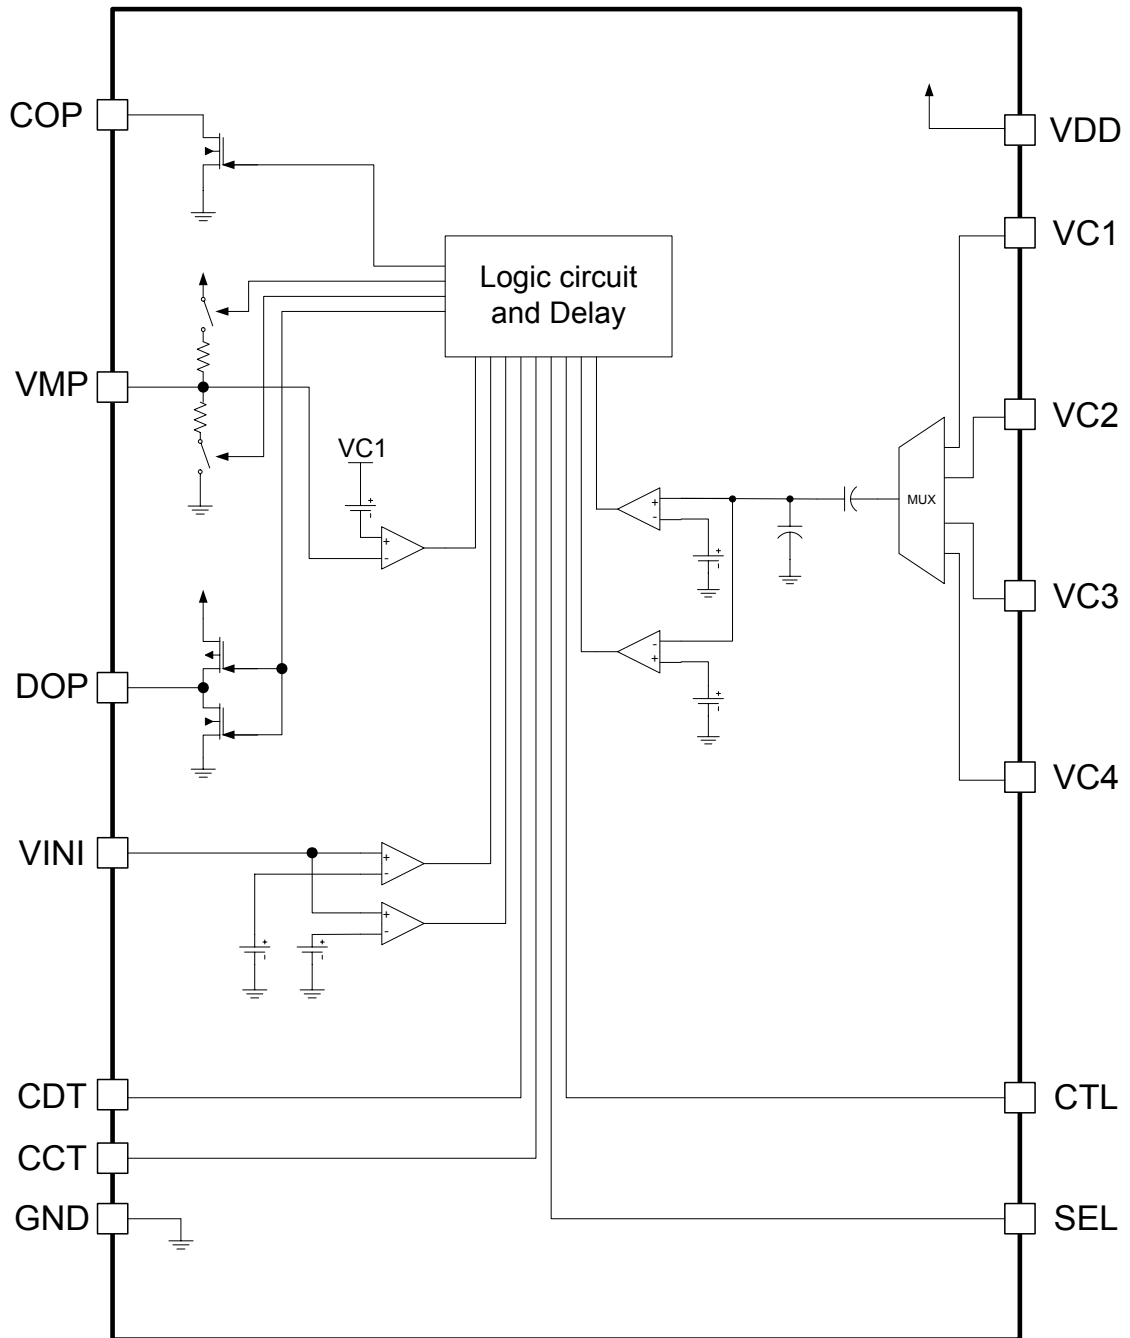 COP
VDD
VC1
Logic circuit
and Delay
VMP
VC2
VC1
+
-
+
-
+
-
MUX
+
-
VC3
-
+
+
-
DOP
VC4
VINI
+
-
+
-
+
-
+
-
CDT
CTL
CCT
GND
SEL